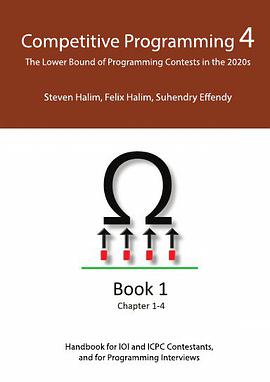 Competitive Programming 4
The Lower Bound of Programming Contests in the 2020s
Steven Halim, Felix Halim, Suhendry Effendy
Ω
Book 1
Chapter 1-4
Handbook for IOI and ICPC Contestants,
and for Programming Interviews